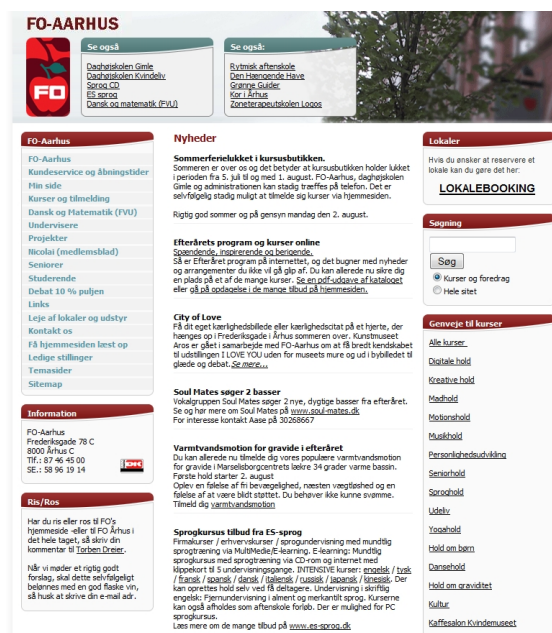 FO-AARHUS
FO
Se også
Daghøjskolen Gimle
Daghøjskolen Kvindeliv
Sprog CD
ES sprog
Dansk og matematik (FVU)
Se også:
Rytmisk aftenskole
Den Hængende Have
Grønne Guider
Kor i Århus
Zoneterapeutskolen Logos
FO-Aarhus
FO-Aarhus
Kundeservice og åbningstider
Min side
Kurser og tilmelding
Dansk og Matematik (FVU)
Undervisere
Projekter
Nicolai (medlemsblad)
Seniorer
Studerende
Debat 10 % puljen
Links
Leje af lokaler og udstyr
Kontakt os
Få hjemmesiden læst op
Ledige stillinger
Temasider
Sitemap
Information
FO-Aarhus
Frederiksgade 78 C
8000 Århus C
Tlf.: 87 46 45 00
SE.: 58 96 19 14
DK
Ris/Ros
Har du ris eller ros til FO's
hjemmeside -eller til FO Århus i
det hele taget, så skriv din
kommentar til Torben Dreier.
Når vi møder et rigtig godt
forslag, skal dette selvfølgeligt
belønnes med en god flaske vin,
så husk at skrive din e-mail adr.
Nyheder
Sommerferielukket i kursusbutikken.
Sommeren er over os og det betyder at kursusbutikken holder lukket
i perioden fra 5. juli til og med 1. august. FO-Aarhus, daghøjskolen
Gimle og administrationen kan stadig træffes på telefon. Det er
selvfølgelig stadig muligt at tilmelde sig kurser via hjemmesiden.
Rigtig god sommer og på gensyn mandag den 2. august.
Efterårets program og kurser online
Spændende, inspirerende og berigende.
Så er Efteråret program på internettet, og det bugner med nyheder
og arrangementer du ikke vil gå glip af. Du kan allerede nu sikre dig
en plads på et af de mange kurser. Se en pdf-udgave af kataloget
eller gå på opdagelse i de mange tilbud på hjemmesiden.
City of Love
Få dit eget kærlighedsbillede eller kærlighedscitat på et hjerte, der
hænges op i Frederiksgade i Århus sommeren over. Kunstmuseet
Aros er gået i samarbejde med FO-Aarhus om at få bredt kendskabet
til udstillingen I LOVE YOU uden for museets mure og ud i bybilledet til
glæde og debat.Se mere...
Soul Mates søger 2 basser
Vokalgruppen Soul Mates søger 2 nye, dygtige basser fra efteråret.
Se og hør mere om Soul Mates på www.soul-mates.dk
For interesse kontakt Aase på 30268667
Varmtvandsmotion for gravide i efteråret
Du kan allerede nu tilmelde dig vores populære varmtvandsmotion
for gravide i Marselisborgcentrets lækre 34 grader varme bassin.
Første hold starter 2. august
Oplev en følelse af fri bevægelighed, næsten vægtløshed og en
følelse af at være bildt støttet. Du behøver ikke kunne svømme.
Tilmeld dig varmtvandsmotion
Sprogkursus tilbud fra ES-sprog
Firmakurser / erhvervskurser / sprogundervisning med mundtlig
sprogtræning via MultiMedie/E-learning. E-learning: Mundtlig
sprogkursus med sprogtræning via CD-rom og internet med
klippekort til 5 undervisningsgange. INTENSIVE kurser: engelsk / tysk
/ fransk / spansk / dansk / italiensk / russisk / japansk / kinesisk. Der
kan oprettes hold selv ved få deltagere. Undervisning i skriftlig
engelsk: Fjernundervisning i alment og merkantilt sprog. Kurserne
kan også afholdes som aftenskole forløb. Der er mulighed for PC
sprogkursus.
Læs mere om de mange tilbud på www.es-sprog.dk
Lokaler
Hvis du ønsker at reservere et
lokale kan du gøre det her:
LOKALEBOOKING
Søgning
Søg
Kurser og foredrag
Hele sitet
Genveje til kurser
Alle kurser
Digitale hold
Kreative hold
Madhold
Motionshold
Musikhold
Personlighedsudvikling
Seniorhold
Sproghold
Udeliv
Yogahold
Hold om børn
Dansehold
Hold om graviditet
Kultur
Kaffesalon Kvindemuseet